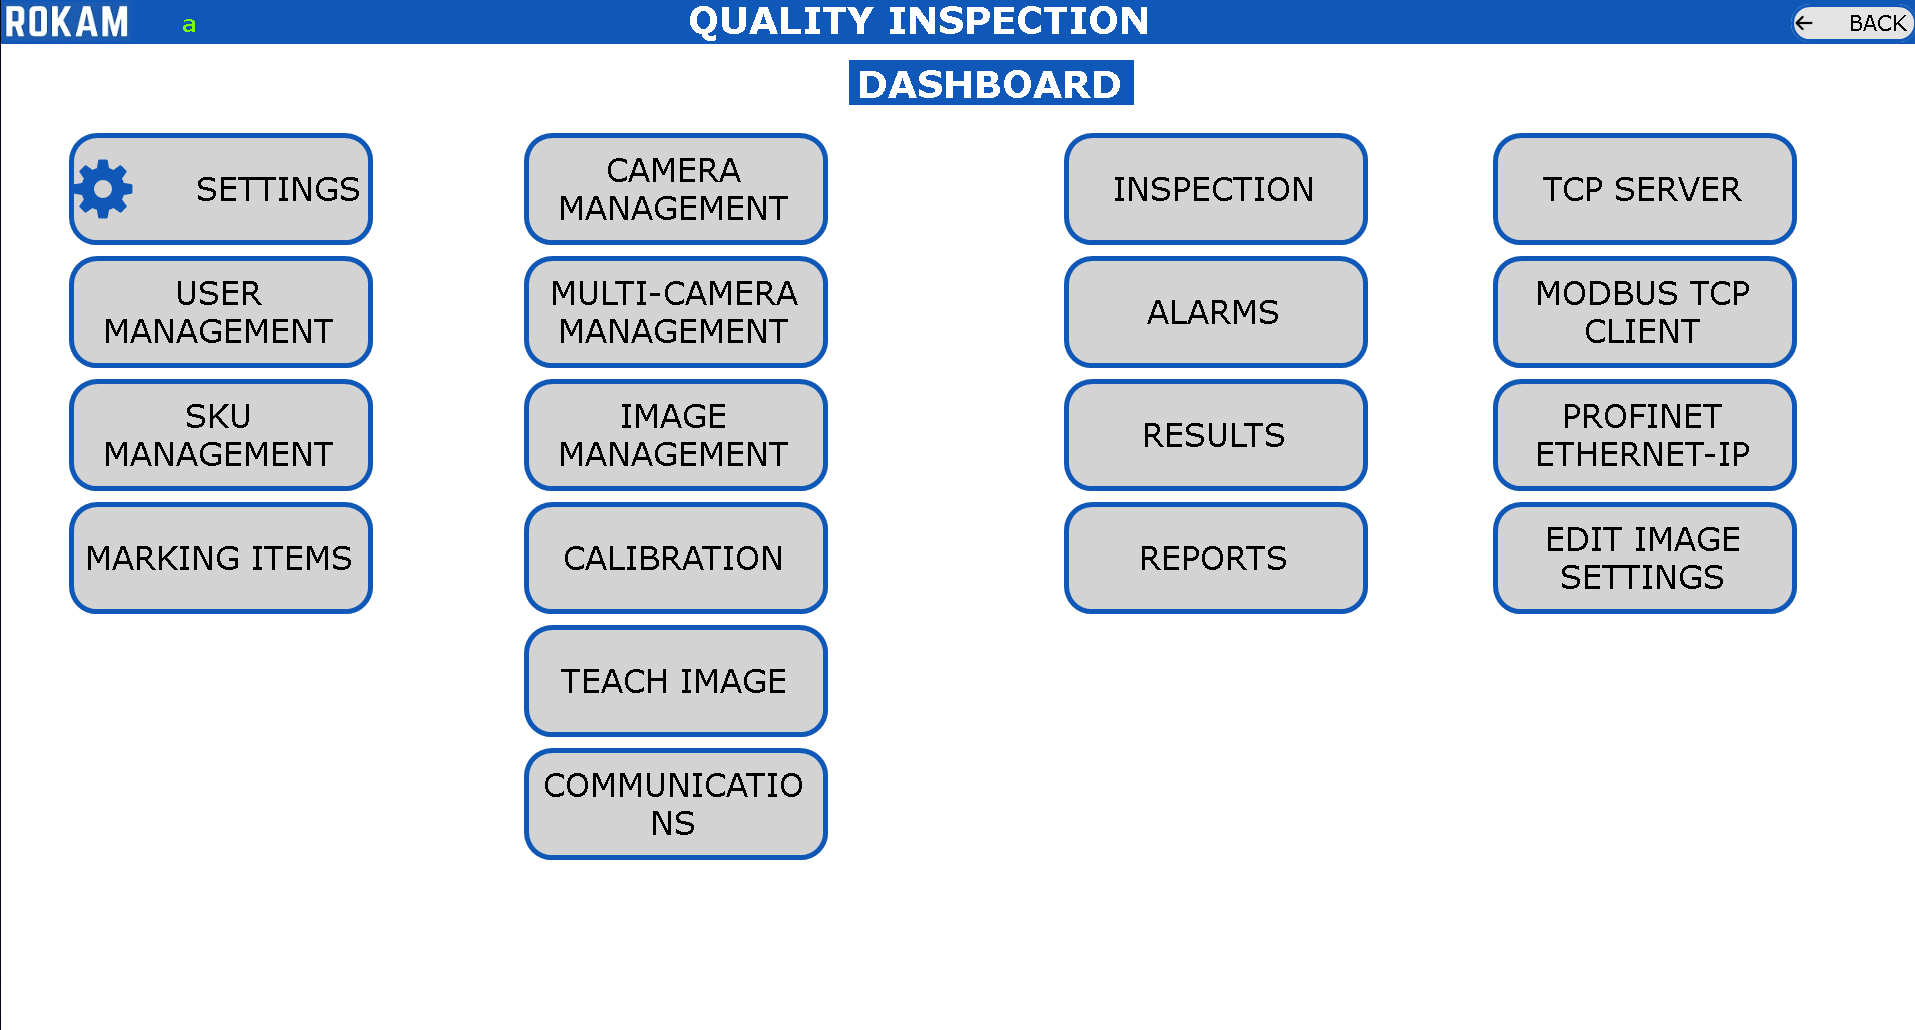 ROKAM
a
QUALITY INSPECTION
← BACK
DASHBOARD
SETTINGS
USER
MANAGEMENT
SKU
MANAGEMENT
MARKING ITEMS
CAMERA
MANAGEMENT
MULTI-CAMERA
MANAGEMENT
IMAGE
MANAGEMENT
CALIBRATION
TEACH IMAGE
COMMUNICATIO
NS
INSPECTION
ALARMS
RESULTS
REPORTS
TCP SERVER
MODBUS TCP
CLIENT
PROFINET
ETHERNET-IP
EDIT IMAGE
SETTINGS